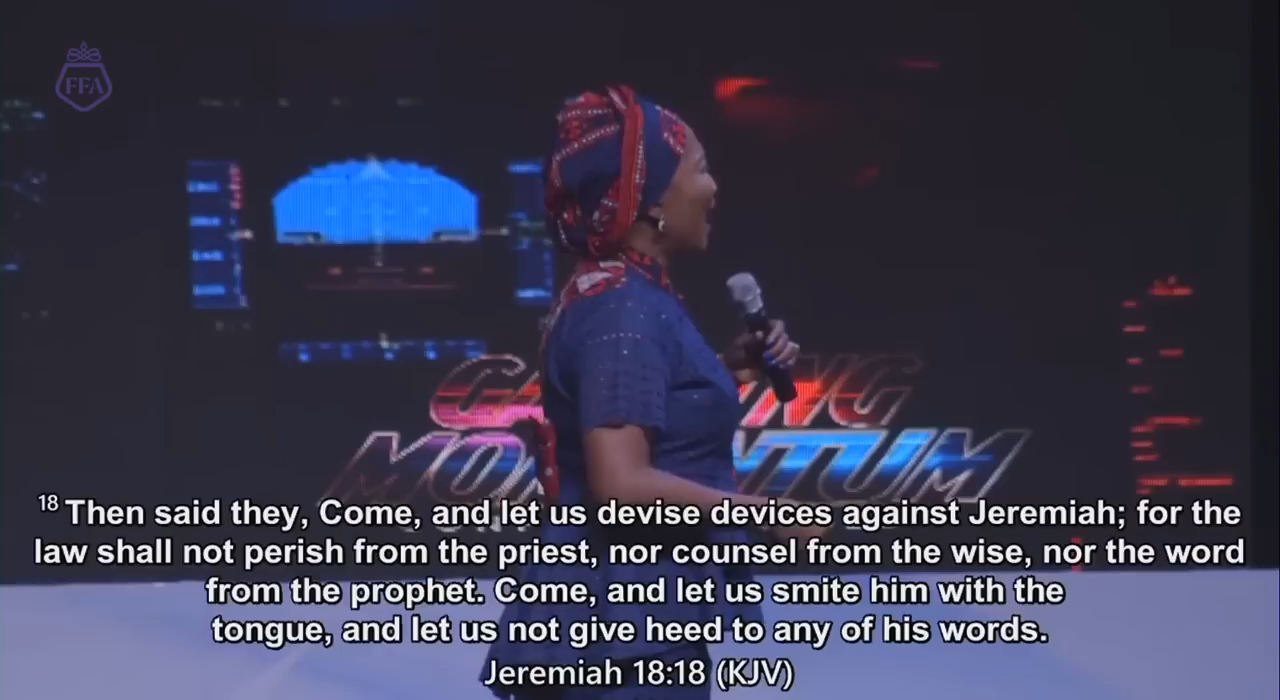 FFA
GAINING
MOMENTUM
18 Then said they, Come, and let us devise devices against Jeremiah; for the
law shall not perish from the priest, nor counsel from the wise, nor the word
from the prophet. Come, and let us smite him with the
tongue, and let us not give heed to any of his words.
Jeremiah 18:18 (KJV)